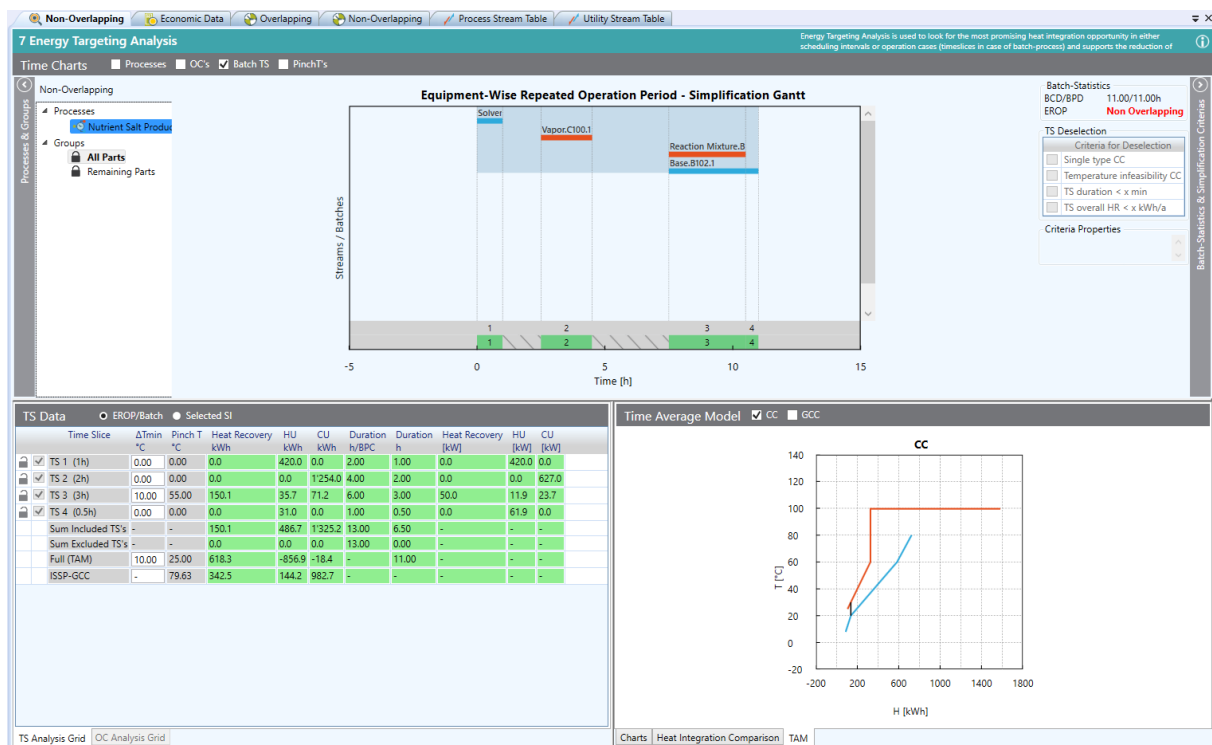 Non-Overlapping Economic Data Overlapping Non-Overlapping Process Stream Table Utility Stream Table
7 Energy Targeting Analysis
Energy Targeting Analysis is used to look for the most promising heat integration opportunity in either
scheduling intervals or operation cases (timeslices in case of batch-process) and supports the reduction of
Time Charts Processes OC's Batch TS PinchT's
Processes & Groups
Non-Overlapping
Processes
Nutrient Salt Produc
Groups
All Parts
Remaining Parts
Equipment-Wise Repeated Operation Period - Simplification Gantt
Streams / Batches
Solver
Vapor.C100.1
Reaction Mixture.B
Base.B102.1
1 2 3 4
1 2 3 4
-5 0 5 10 15
Time [h]
Batch-Statistics
BCD/BPD 11.00/11.00h
EROP Non Overlapping
TS Deselection
Criteria for Deselection
Single type CC
Temperature infeasibility CC
TS duration < x min
TS overall HR < x kWh/a
Criteria Properties
Batch-Statistics & Simplification Criterias
TS Data EROP/Batch Selected SI
Time Slice ΔTmin Pinch T Heat Recovery HU CU Duration Duration Heat Recovery HU CU
°C °C kWh kWh kWh h/BPC h [kW] [kW] [kW]
TS 1 (1h) 0.00 0.00 0.0 420.0 0.0 2.00 1.00 0.0 420.0 0.0
TS 2 (2h) 0.00 0.00 0.0 0.0 1'254.0 4.00 2.00 0.0 0.0 627.0
TS 3 (3h) 10.00 55.00 150.1 35.7 71.2 6.00 3.00 50.0 11.9 23.7
TS 4 (0.5h) 0.00 0.00 0.0 31.0 0.0 1.00 0.50 0.0 61.9 0.0
Sum Included TS's - - 150.1 486.7 1'325.2 13.00 6.50 - - -
Sum Excluded TS's - - 0.0 0.0 0.0 13.00 0.00 - - -
Full (TAM) 10.00 25.00 618.3 -856.9 -18.4 - 11.00 - - -
ISSP-GCC - 79.63 342.5 144.2 982.7 - - - - -
TS Analysis Grid OC Analysis Grid
Time Average Model CC GCC
CC
140
120
100
80
60
40
20
0
-20
T [°C]
-200 200 600 1000 1400 1800
H [kWh]
Charts Heat Integration Comparison TAM